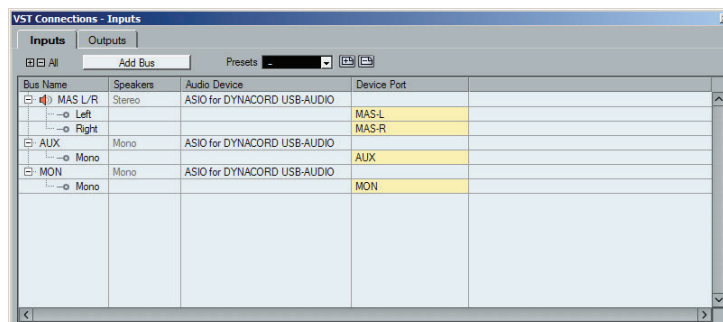 VST Connections - Inputs
Inputs Outputs
All Add Bus Presets -
Bus Name Speakers Audio Device Device Port
MAS L/R Stereo ASIO for DYNACORD USB-AUDIO
Left MAS-L
Right MAS-R
AUX Mono ASIO for DYNACORD USB-AUDIO
Mono AUX
MON Mono ASIO for DYNACORD USB-AUDIO
Mono MON